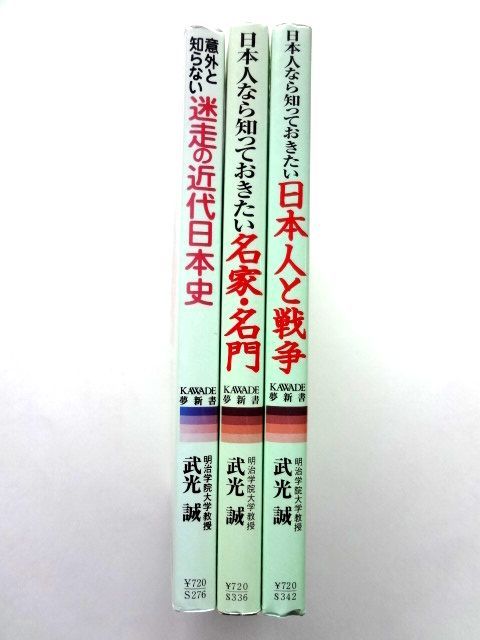 意外と
知らない
迷走の近代日本史
KAWADE
夢新書
明治学院大学教授
武光 誠
¥720
S276
日本人なら知っておきたい
名家・名門
KAWADE
夢新書
明治学院大学教授
武光 誠
¥720
S336
日本人なら知っておきたい
日本人と戦争
KAWADE
夢新書
明治学院大学教授
武光 誠
¥720
S342